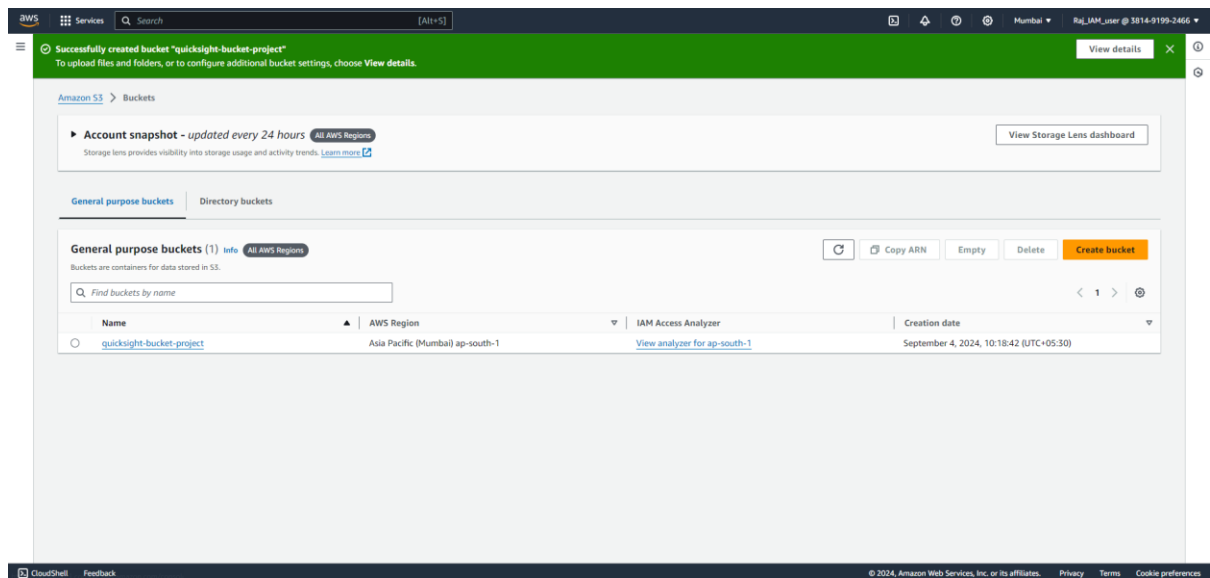 aws
Services
Search
[Alt+S]
Mumbai
Raj_IAM_user @ 3814-9199-2466
Successfully created bucket "quicksight-bucket-project"
To upload files and folders, or to configure additional bucket settings, choose View details.
View details
Amazon S3 > Buckets
Account snapshot - updated every 24 hours All AWS Regions
Storage lens provides visibility into storage usage and activity trends. Learn more
View Storage Lens dashboard
General purpose buckets
Directory buckets
General purpose buckets (1) Info All AWS Regions
Buckets are containers for data stored in S3.
Copy ARN
Empty
Delete
Create bucket
Find buckets by name
1
Name
AWS Region
IAM Access Analyzer
Creation date
quicksight-bucket-project
Asia Pacific (Mumbai) ap-south-1
View analyzer for ap-south-1
September 4, 2024, 10:18:42 (UTC+05:30)
CloudShell
Feedback
© 2024, Amazon Web Services, Inc. or its affiliates.
Privacy
Terms
Cookie preferences